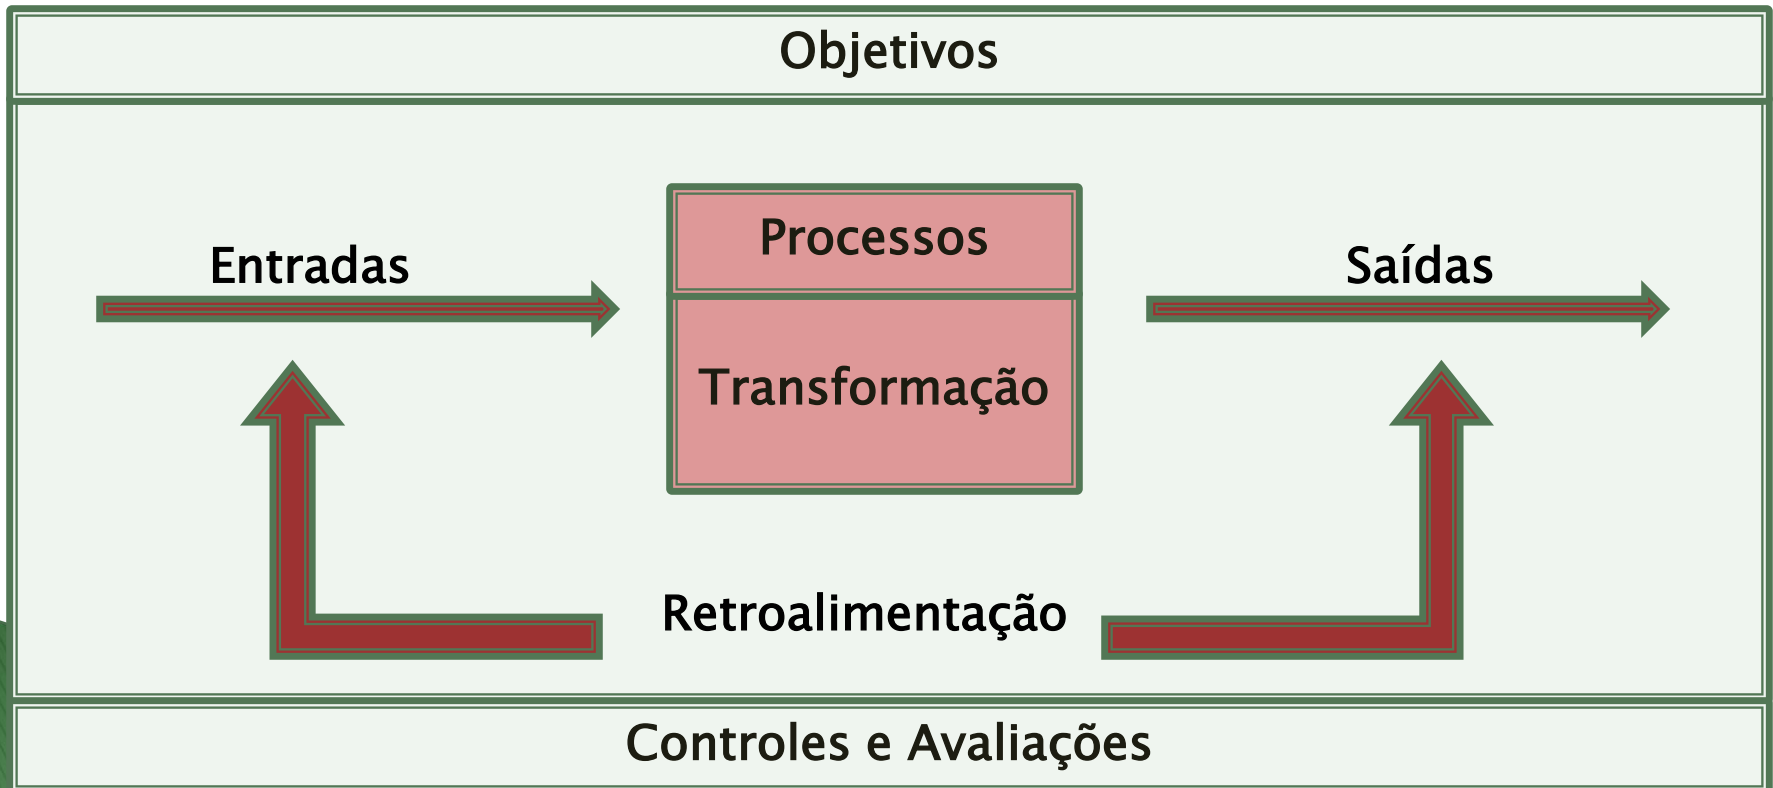 Objetivos
Entradas
Processos
Transformação
Saídas
Retroalimentação
Controles e Avaliações